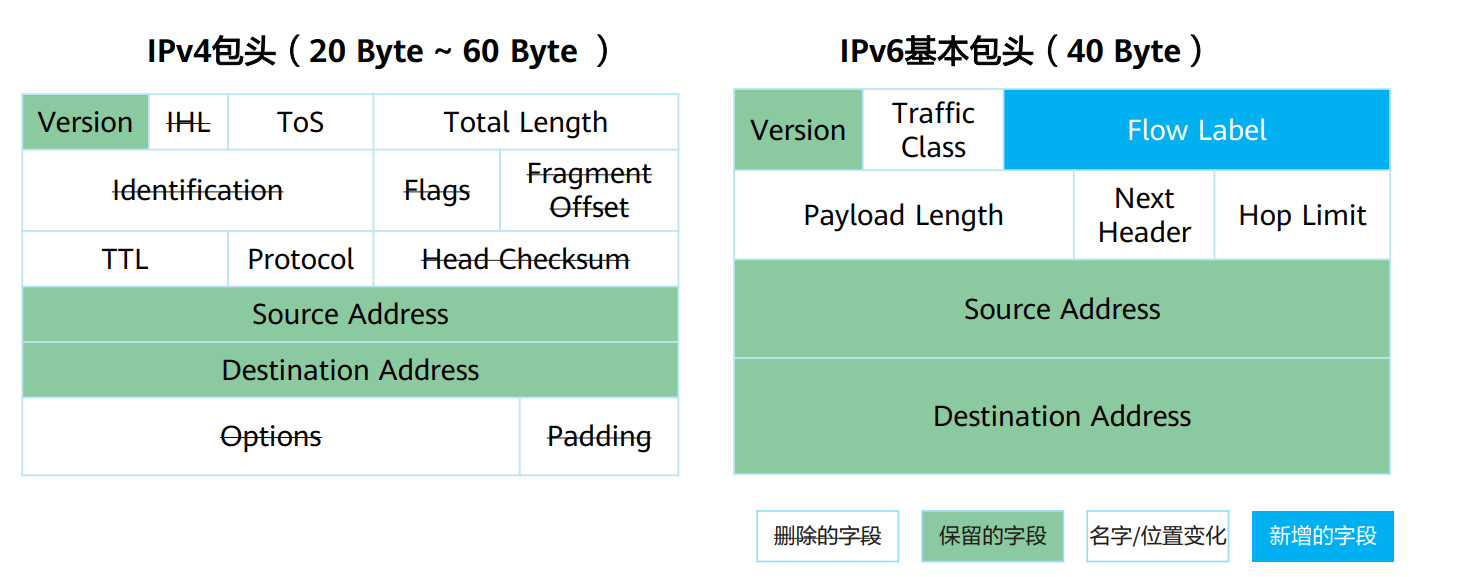 IPv4包头（20 Byte ~ 60 Byte ）
IPv6基本包头（40 Byte）
Version IHL ToS Total Length
Identification Flags Fragment
Offset
TTL Protocol Head Checksum
Source Address
Destination Address
Options Padding
Version Traffic
Class Flow Label
Payload Length Next
Header Hop Limit
Source Address
Destination Address
删除的字段 保留的字段 名字/位置变化 新增的字段